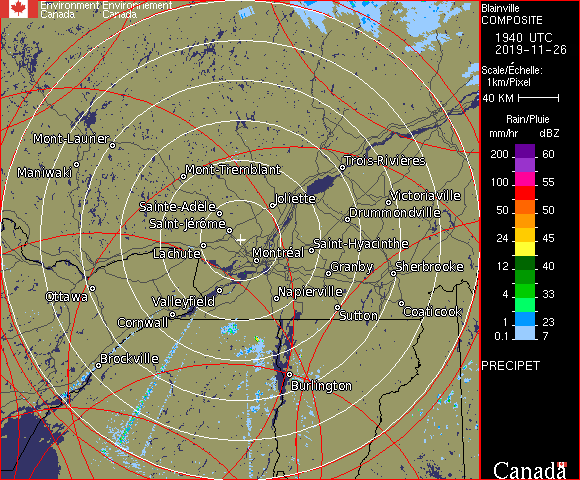 Environment Environnement
Canada Canada
Blainville
COMPOSITE
1940 UTC
2019-11-26
Scale/Échelle:
1km/Pixel
40 KM
Rain/Pluie
mm/hr dBZ
200 60
150 57
100 55
50 50
24 45
12 40
4 33
1 23
0.1 7
PRECIPET
Canada
Mont-Laurier
Maniwaki
Mont-Tremblant
Trois-Rivières
Joliette
Victoriaville
Sainte-Adèle
Drummondville
Saint-Jérôme
Saint-Hyacinthe
Lachute
Montréal
Granby
Sherbrooke
Ottawa
Valleyfield
Napierville
Coaticook
Cornwall
Sutton
Brockville
Burlington